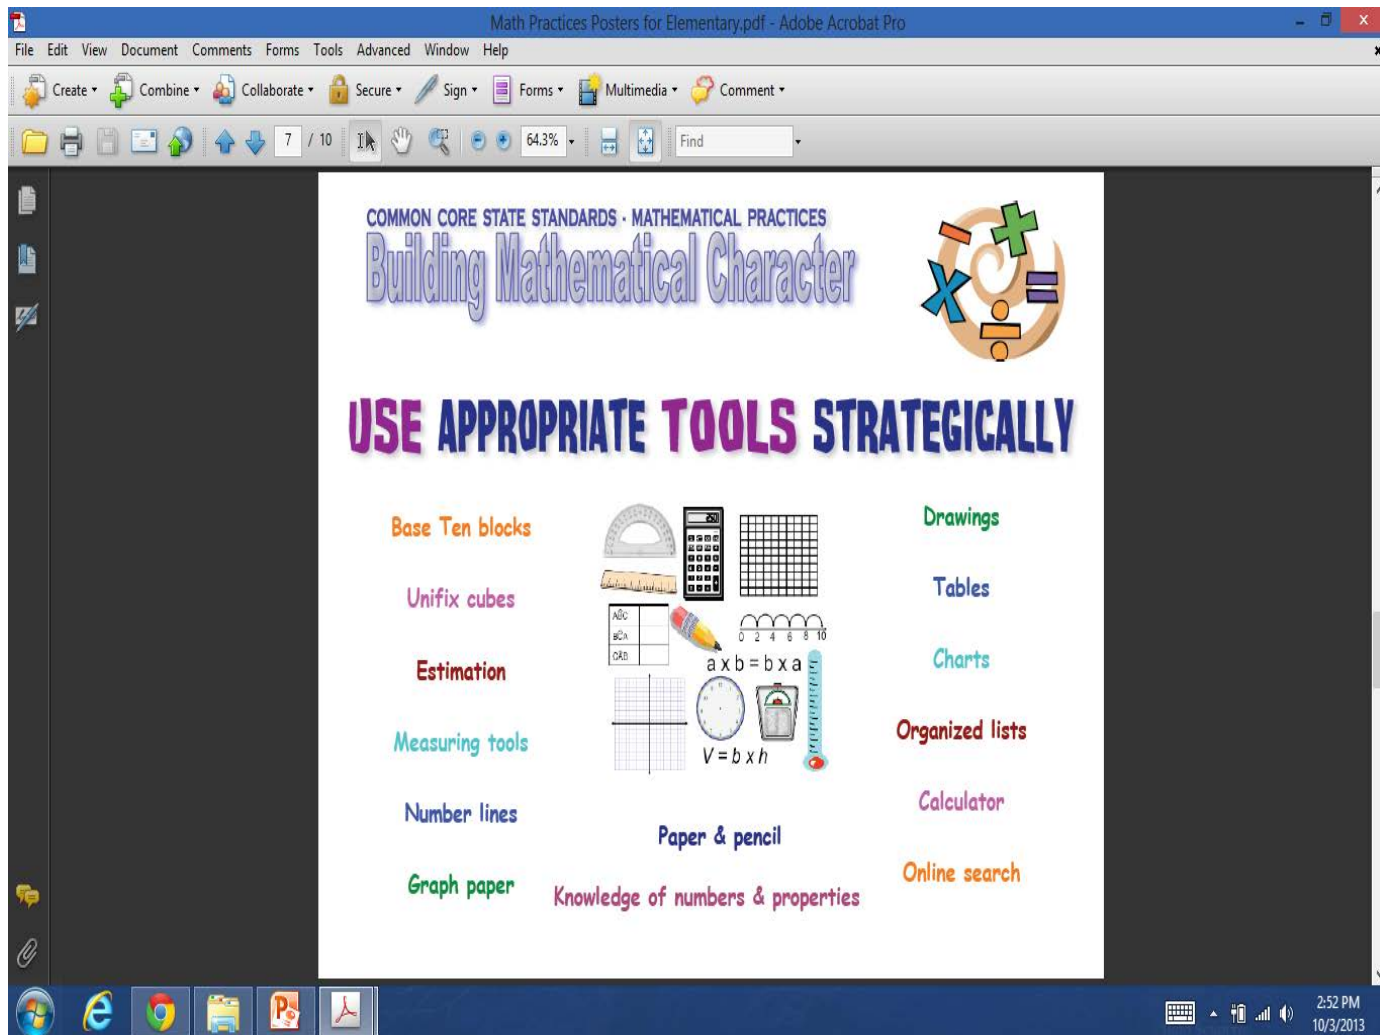 Math Practices Posters for Elementary.pdf - Adobe Acrobat Pro
File Edit View Document Comments Forms Tools Advanced Window Help
Create Combine Collaborate Secure Sign Forms Multimedia Comment
7 / 10 64.3% Find
COMMON CORE STATE STANDARDS - MATHEMATICAL PRACTICES
Building Mathematical Character
USE APPROPRIATE TOOLS STRATEGICALLY
Base Ten blocks
Unifix cubes
Estimation
Measuring tools
Number lines
Graph paper
0 2 4 6 8 10
a x b = b x a
V = b x h
Paper & pencil
Knowledge of numbers & properties
Drawings
Tables
Charts
Organized lists
Calculator
Online search
2:52 PM
10/3/2013